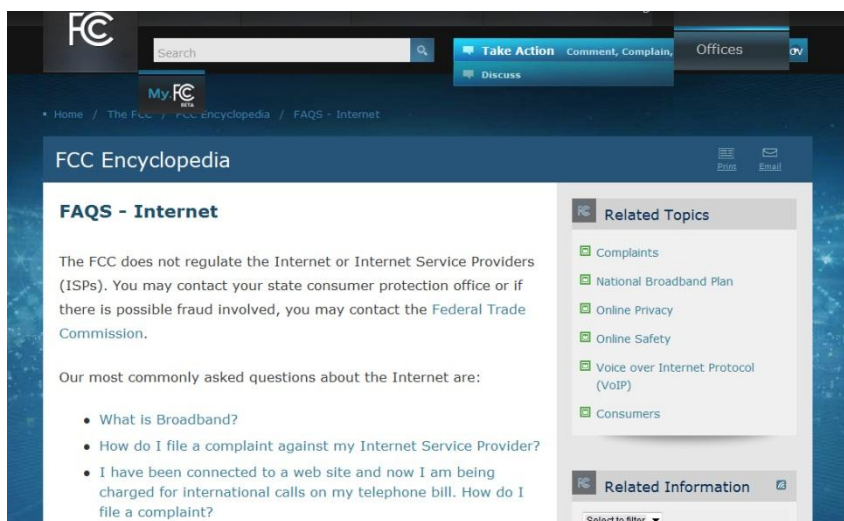 FCC
Search
Take Action Comment, Complain,
Offices
Discuss
My FCC
BETA
Home / The FCC / FCC Encyclopedia / FAQS - Internet
FCC Encyclopedia
Print
Email
FAQS - Internet
The FCC does not regulate the Internet or Internet Service Providers
(ISPs). You may contact your state consumer protection office or if
there is possible fraud involved, you may contact the Federal Trade
Commission.
Our most commonly asked questions about the Internet are:
• What is Broadband?
• How do I file a complaint against my Internet Service Provider?
• I have been connected to a web site and now I am being
charged for international calls on my telephone bill. How do I
file a complaint?
FCC Related Topics
Complaints
National Broadband Plan
Online Privacy
Online Safety
Voice over Internet Protocol
(VoIP)
Consumers
FCC Related Information
Select to filter